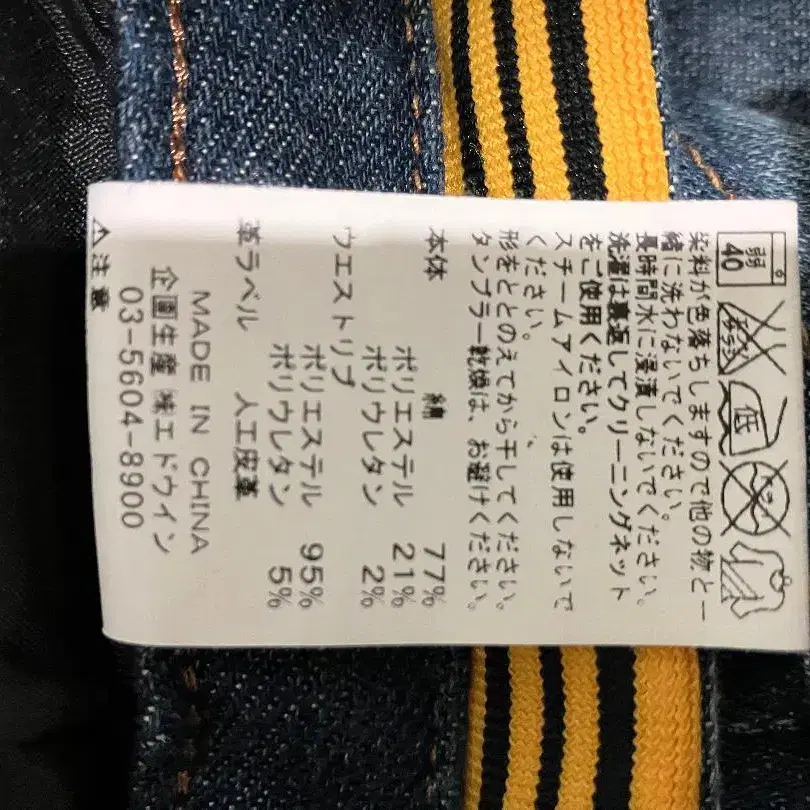 弱
40
エンソ
サラシ
低
染料が色落ちしますので他の物と一
緒に洗わないでください。
長時間水に浸漬しないでください。
洗濯は裏返してクリーニングネット
をご使用ください。
スチームアイロンは使用しないで
ください。
形をととのえてから干してください。
タンブラー乾燥は、お避けください。
本体 綿 77%
ポリエステル 21%
ポリウレタン 2%
ウエストリブ
ポリエステル 95%
ポリウレタン 5%
革ラベル 人工皮革
MADE IN CHINA
企画生産 ㈱エドウイン
03-5604-8900
⚠注意